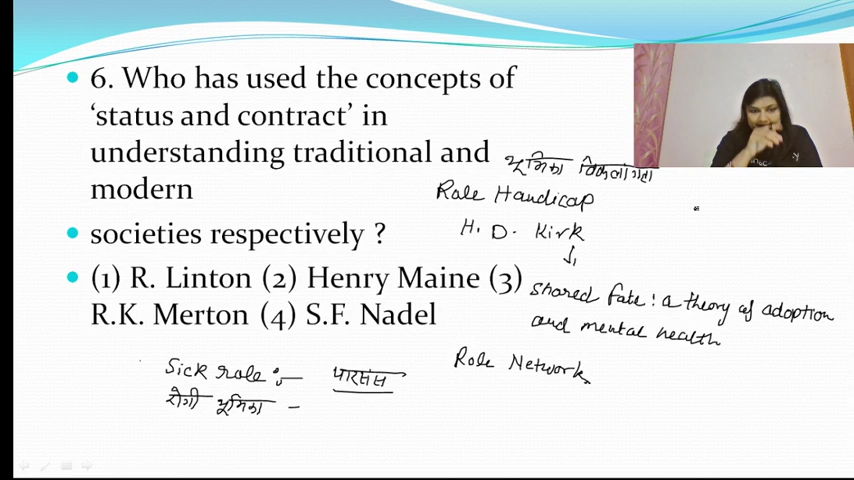 6. Who has used the concepts of
'status and contract' in
understanding traditional and
modern
societies respectively ?
(1) R. Linton (2) Henry Maine (3)
R.K. Merton (4) S.F. Nadel
भूमिका विकलांगता
Role Handicap
H. D. Kirk
shared fate : a theory of adoption
and mental health
Role Network
Sick role :- पारसंस
रोगी भूमिका -